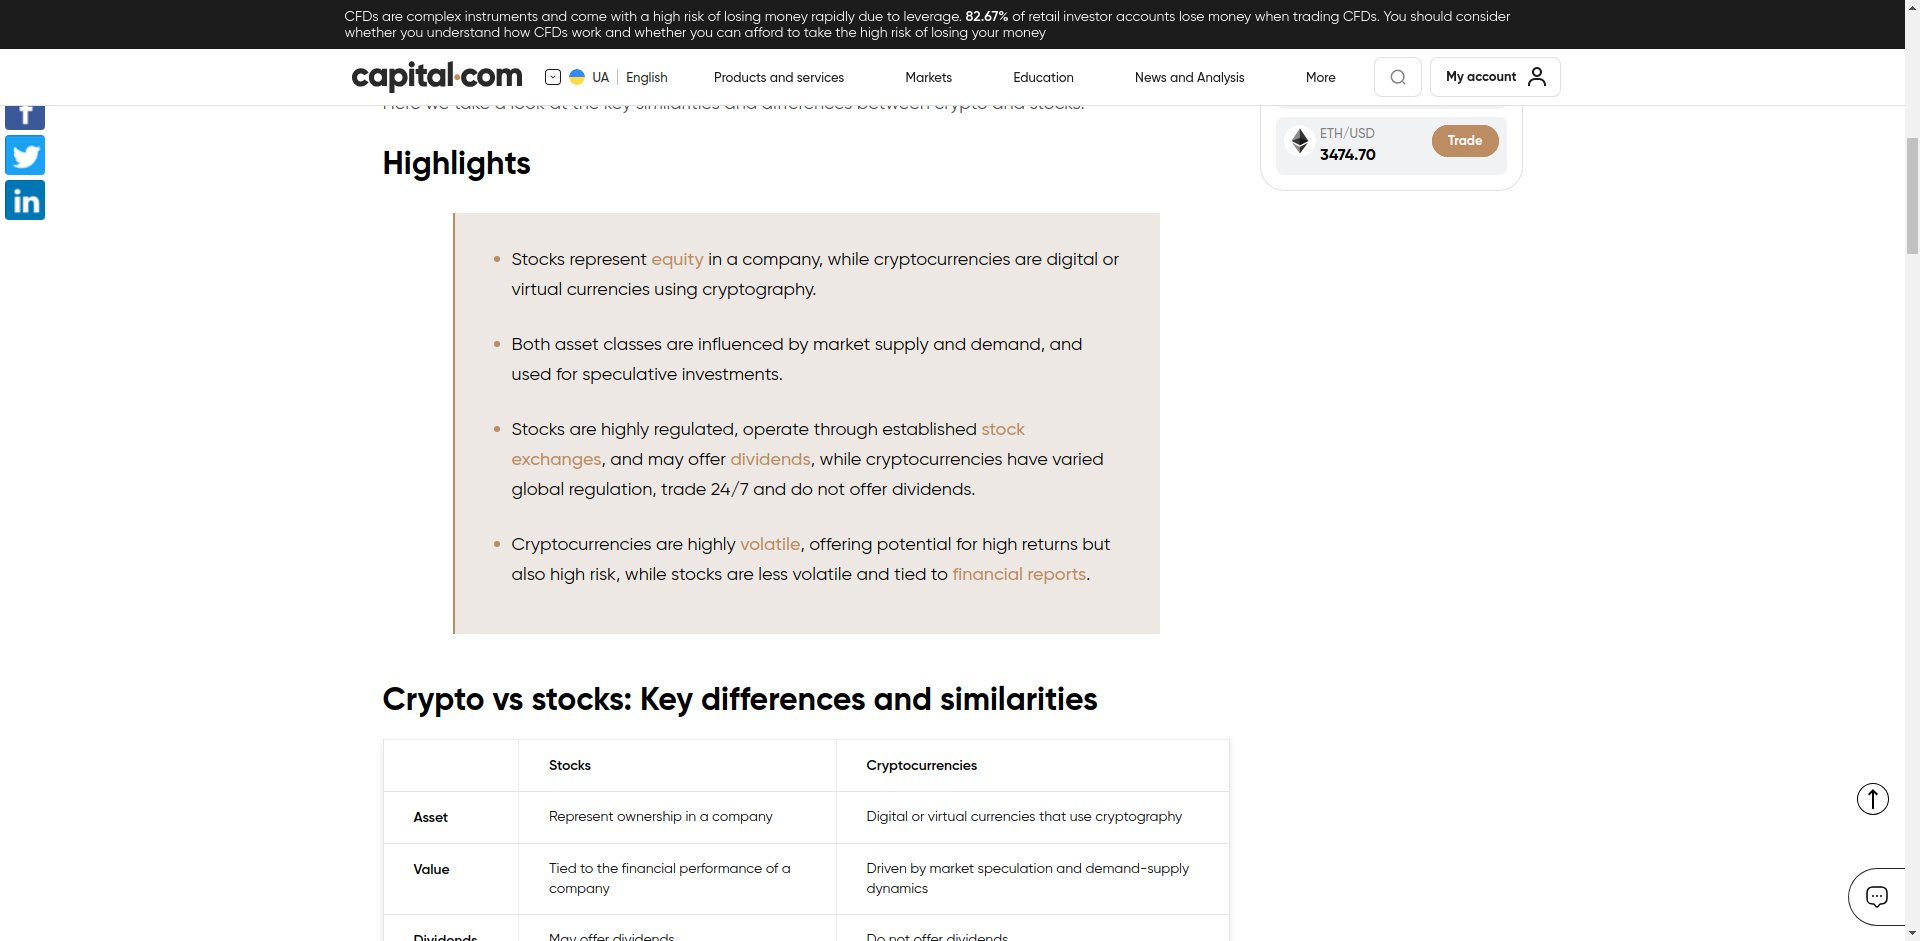 CFDs are complex instruments and come with a high risk of losing money rapidly due to leverage. 82.67% of retail investor accounts lose money when trading CFDs. You should consider
whether you understand how CFDs work and whether you can afford to take the high risk of losing your money
capital.com
UA English
Products and services
Markets
Education
News and Analysis
More
My account
Here we take a look at the key similarities and differences between crypto and stocks.
ETH/USD
3474.70
Trade
Highlights
Stocks represent equity in a company, while cryptocurrencies are digital or
virtual currencies using cryptography.
Both asset classes are influenced by market supply and demand, and
used for speculative investments.
Stocks are highly regulated, operate through established stock
exchanges, and may offer dividends, while cryptocurrencies have varied
global regulation, trade 24/7 and do not offer dividends.
Cryptocurrencies are highly volatile, offering potential for high returns but
also high risk, while stocks are less volatile and tied to financial reports.
Crypto vs stocks: Key differences and similarities
Stocks
Cryptocurrencies
Asset
Represent ownership in a company
Digital or virtual currencies that use cryptography
Value
Tied to the financial performance of a
company
Driven by market speculation and demand-supply
dynamics
Dividends
May offer dividends
Do not offer dividends